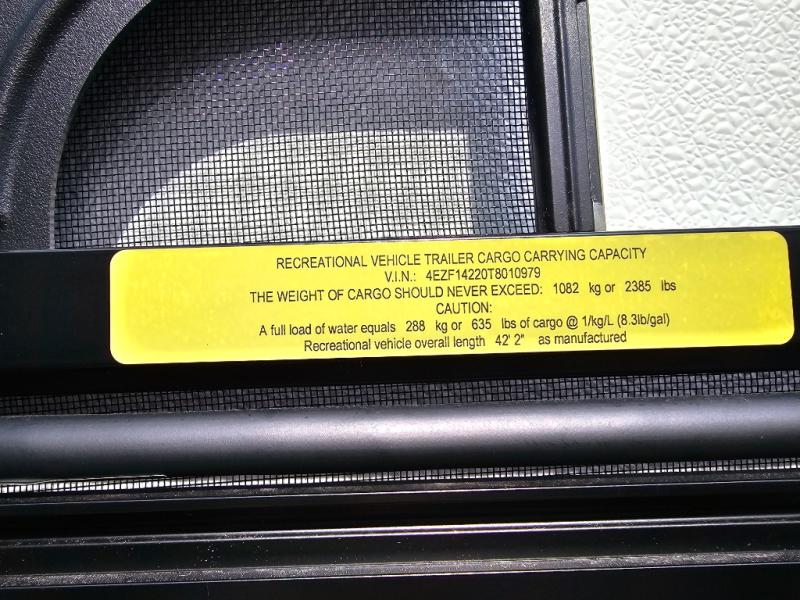 RECREATIONAL VEHICLE TRAILER CARGO CARRYING CAPACITY
V.I.N.: 4EZF14220T8010979
THE WEIGHT OF CARGO SHOULD NEVER EXCEED: 1082 kg or 2385 lbs
CAUTION:
A full load of water equals 288 kg or 635 lbs of cargo @ 1/kg/L (8.3lb/gal)
Recreational vehicle overall length 42' 2" as manufactured